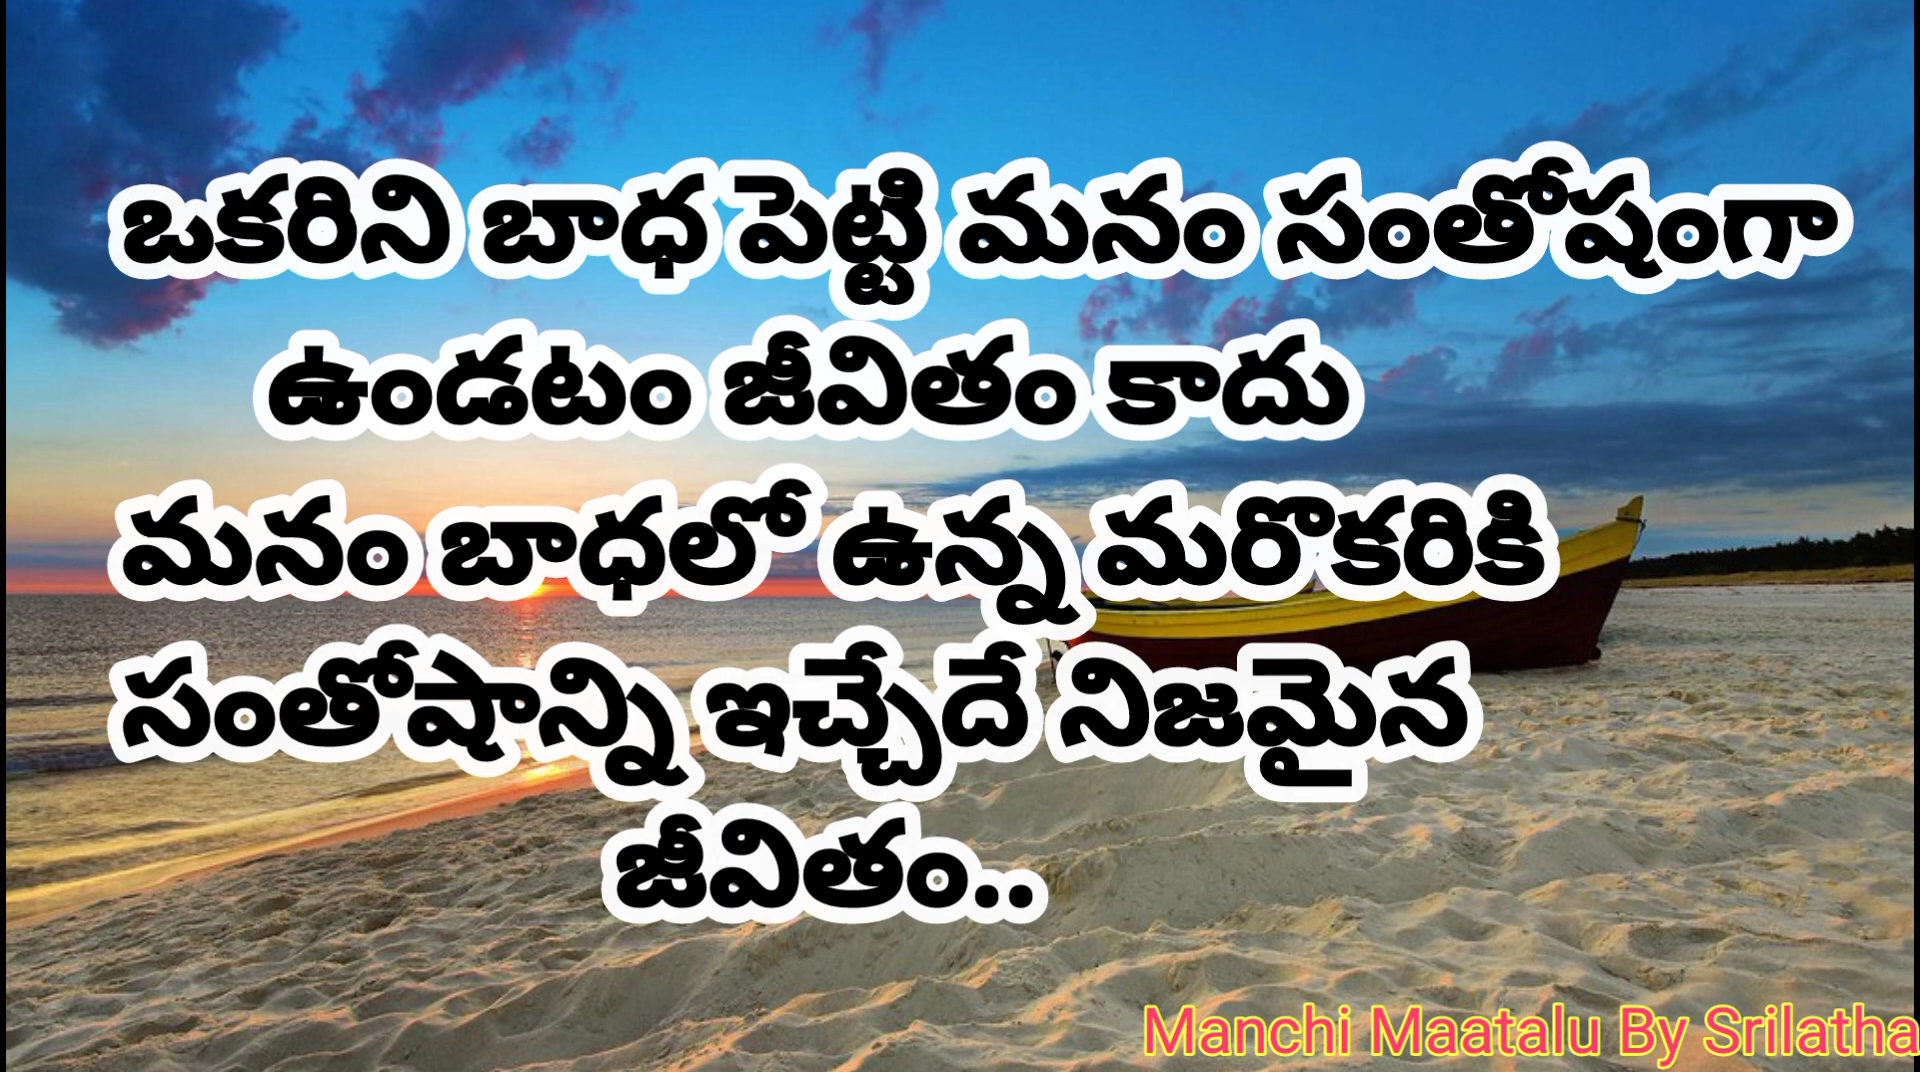 ఒకరిని బాధ పెట్టి మనం సంతోషంగా
ఉండటం జీవితం కాదు
మనం బాధలో ఉన్న మరొకరికి
సంతోషాన్ని ఇచ్చేదే నిజమైన
జీవితం..
Manchi Maatalu By Srilatha